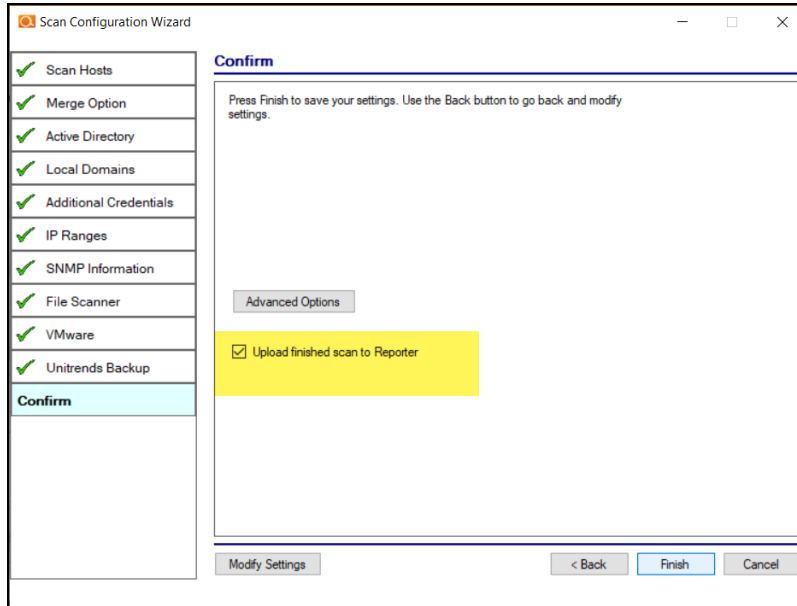 Scan Configuration Wizard
Scan Hosts
Merge Option
Active Directory
Local Domains
Additional Credentials
IP Ranges
SNMP Information
File Scanner
VMware
Unitrends Backup
Confirm
Confirm
Press Finish to save your settings. Use the Back button to go back and modify
settings.
Advanced Options
Upload finished scan to Reporter
Modify Settings
< Back
Finish
Cancel